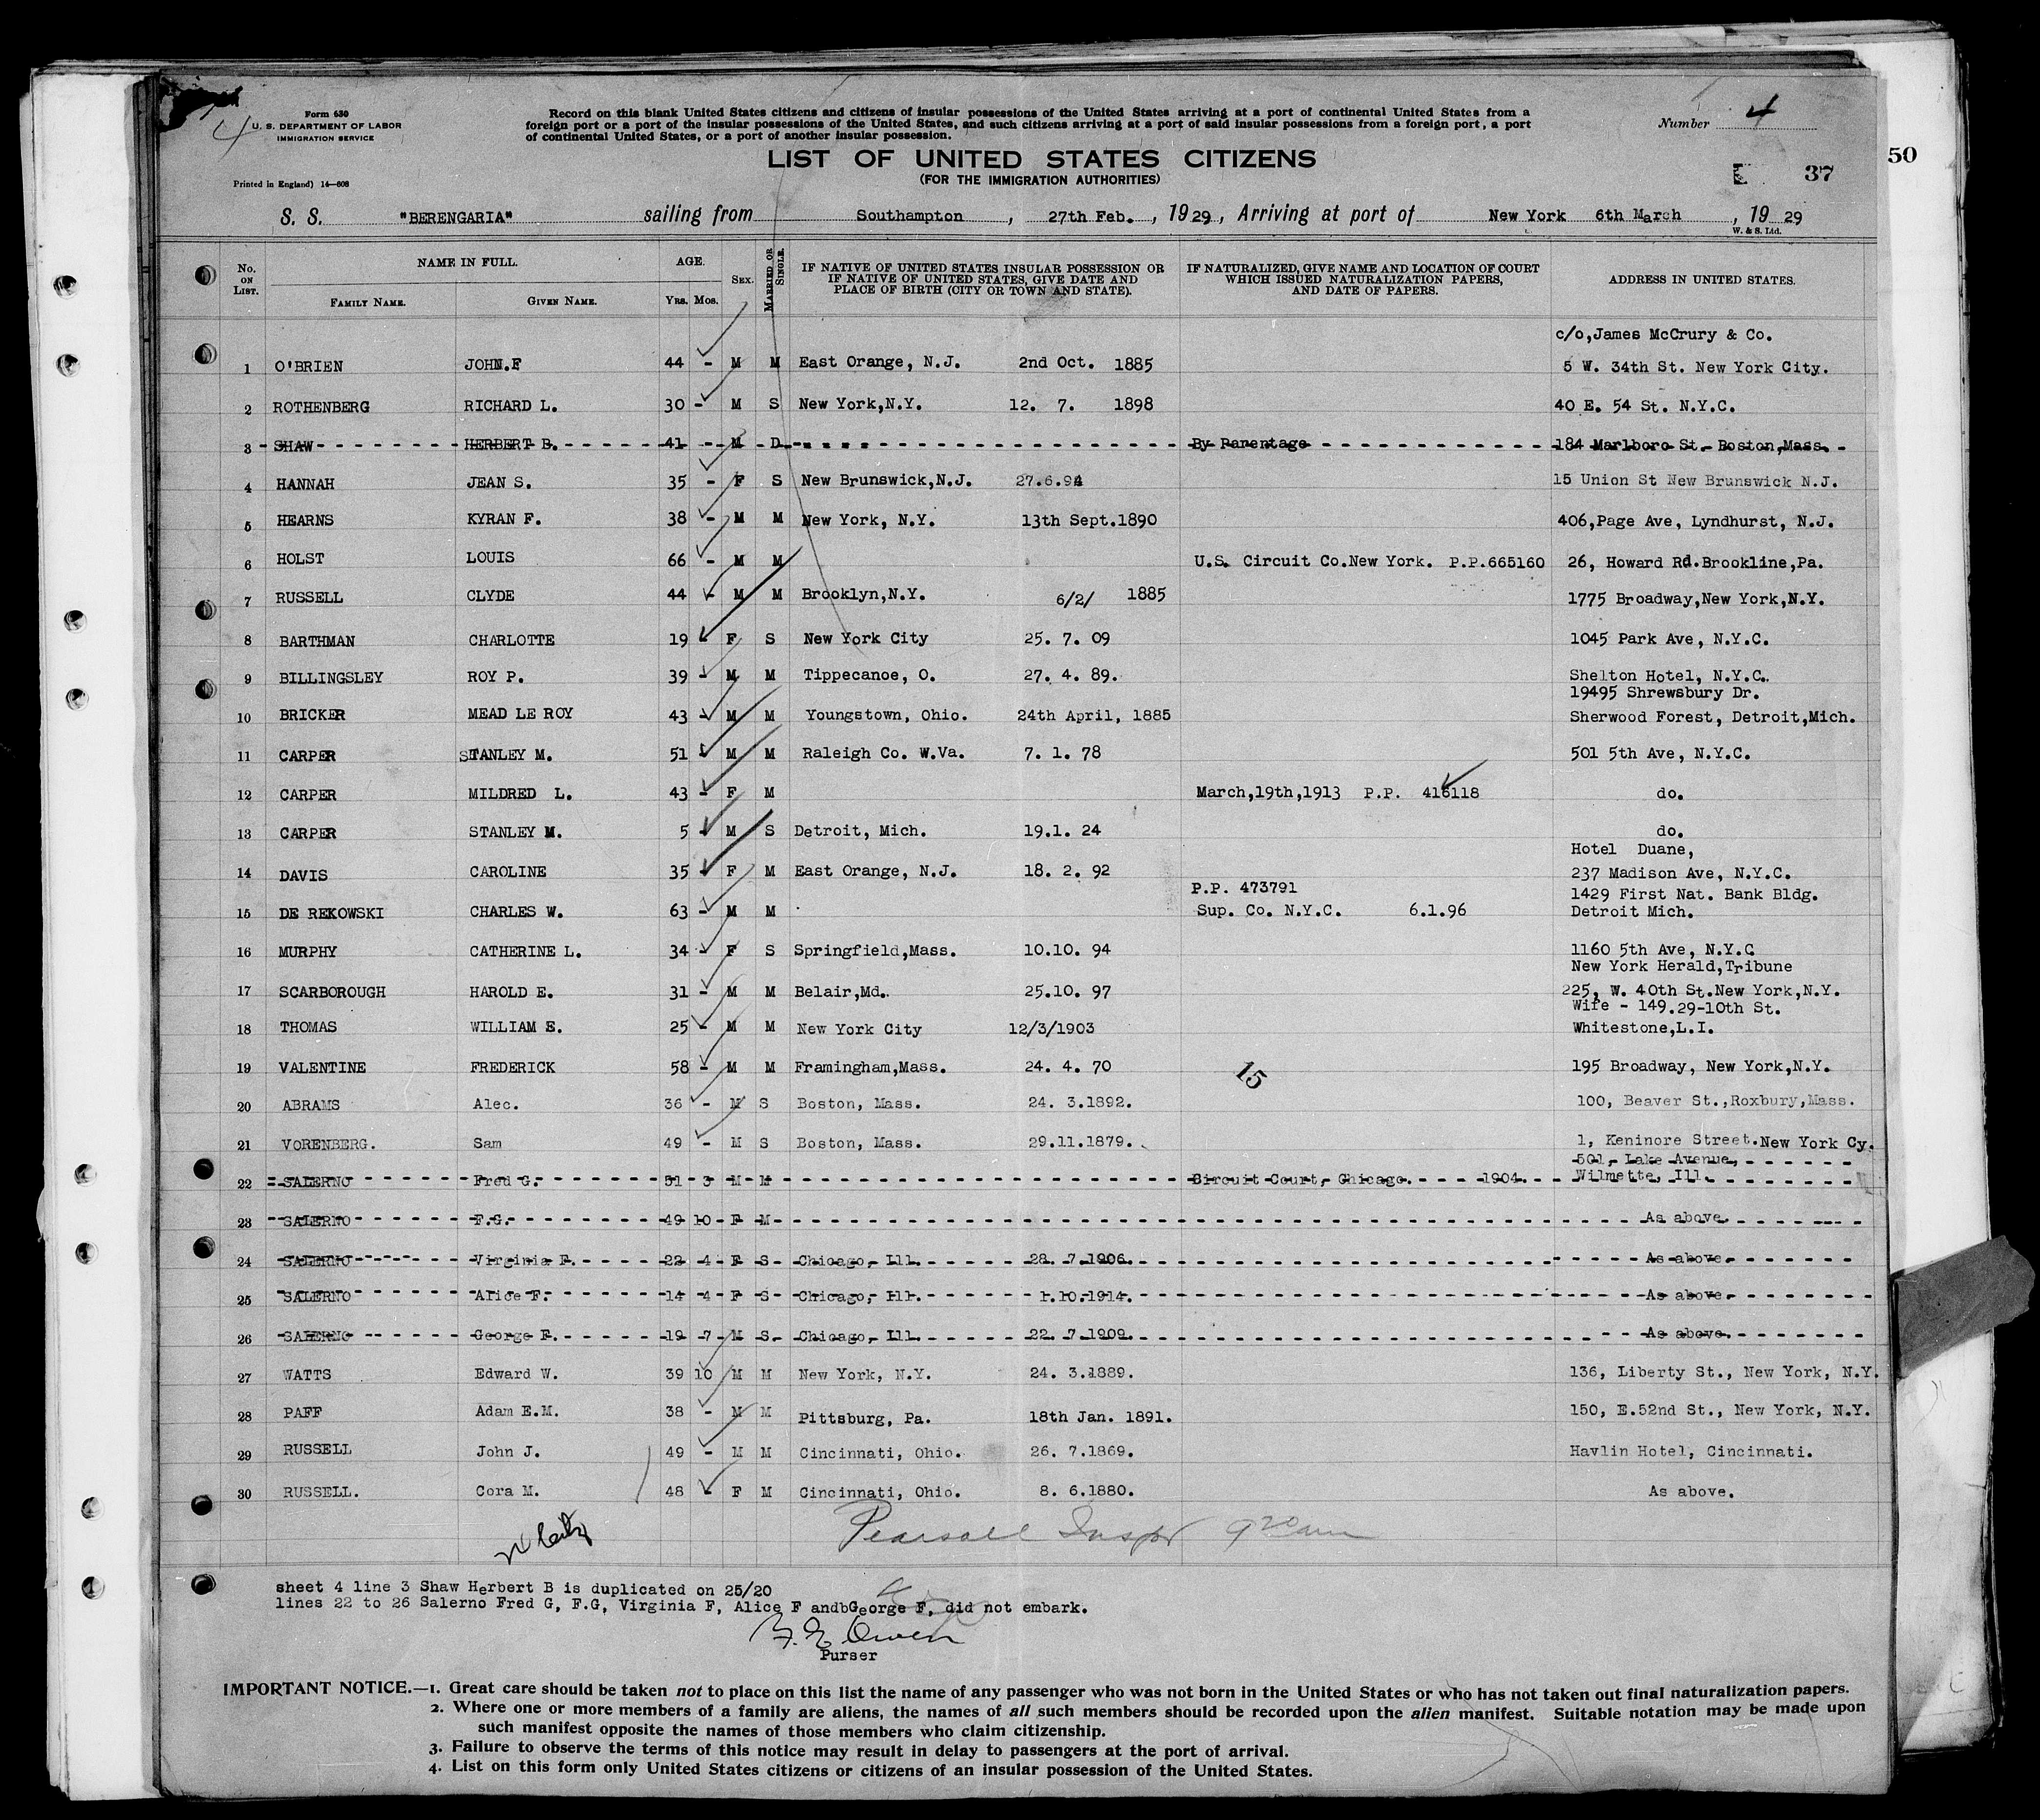 4
Form 630
U. S. DEPARTMENT OF LABOR
IMMIGRATION SERVICE
Printed in England) 14—608
Record on this blank United States citizens and citizens of insular possessions of the United States arriving at a port of continental United States from a
foreign port or a port of the insular possessions of the United States, and such citizens arriving at a port of said insular possessions from a foreign port, a port
of continental United States, or a port of another insular possession.
Number 4
LIST OF UNITED STATES CITIZENS
(FOR THE IMMIGRATION AUTHORITIES)
37
50
S. S. "BERENGARIA" sailing from Southampton, 27th Feb., 1929, Arriving at port of New York 6th March, 19 29
W. & S. Ltd.
No. ON LIST. NAME IN FULL. FAMILY NAME. GIVEN NAME. AGE. YRS. MOS. SEX. MARRIED OR SINGLE. IF NATIVE OF UNITED STATES INSULAR POSSESSION OR IF NATIVE OF UNITED STATES, GIVE DATE AND PLACE OF BIRTH (CITY OR TOWN AND STATE). IF NATURALIZED, GIVE NAME AND LOCATION OF COURT WHICH ISSUED NATURALIZATION PAPERS, AND DATE OF PAPERS. ADDRESS IN UNITED STATES.
c/o,James McCrury & Co.
1 O'BRIEN JOHN.F 44 - M M East Orange, N.J. 2nd Oct. 1885 5 W. 34th St. New York City.
2 ROTHENBERG RICHARD L. 30 - M S New York,N.Y. 12. 7. 1898 40 E. 54 St. N.Y.C.
3 SHAW HERBERT B. 41 - M D By Parentage 184 Marlboro St. Boston,Mass.
4 HANNAH JEAN S. 35 - F S New Brunswick,N.J. 27.6.94 15 Union St New Brunswick N.J.
5 HEARNS KYRAN F. 38 - M M New York, N.Y. 13th Sept.1890 406,Page Ave, Lyndhurst, N.J.
6 HOLST LOUIS 66 - M M U.S. Circuit Co.New York. P.P.665160 26, Howard Rd.Brookline,Pa.
7 RUSSELL CLYDE 44 - M M Brooklyn,N.Y. 6/2/ 1885 1775 Broadway,New York,N.Y.
8 BARTHMAN CHARLOTTE 19 - F S New York City 25. 7. 09 1045 Park Ave, N.Y.C.
9 BILLINGSLEY ROY P. 39 - M M Tippecanoe, O. 27. 4. 89. Shelton Hotel, N.Y.C.
19495 Shrewsbury Dr.
10 BRICKER MEAD LE ROY 43 - M M Youngstown, Ohio. 24th April, 1885 Sherwood Forest, Detroit,Mich.
11 CARPER STANLEY M. 51 - M M Raleigh Co. W.Va. 7. 1. 78 501 5th Ave, N.Y.C.
12 CARPER MILDRED L. 43 - F M March,19th,1913 P.P. 416118 do.
13 CARPER STANLEY M. 5 - M S Detroit, Mich. 19.1. 24 do.
Hotel Duane,
14 DAVIS CAROLINE 35 - F M East Orange, N.J. 18. 2. 92 237 Madison Ave, N.Y.C.
P.P. 473791 1429 First Nat. Bank Bldg.
15 DE REKOWSKI CHARLES W. 63 - M M Sup. Co. N.Y.C. 6.1.96 Detroit Mich.
16 MURPHY CATHERINE L. 34 - F S Springfield,Mass. 10.10. 94 1160 5th Ave, N.Y.C
New York Herald,Tribune
17 SCARBOROUGH HAROLD E. 31 - M M Belair,Md. 25.10. 97 225, W. 40th St.New York,N.Y.
Wife - 149.29-10th St.
18 THOMAS WILLIAM E. 25 - M M New York City 12/3/1903 Whitestone,L.I.
19 VALENTINE FREDERICK 58 - M M Framingham,Mass. 24. 4. 70 195 Broadway, New York,N.Y.
15
20 ABRAMS Alec. 36 - M S Boston, Mass. 24. 3.1892. 100, Beaver St.,Roxbury,Mass.
21 VORENBERG. Sam 49 - M S Boston, Mass. 29.11.1879. 1, Keninore Street.New York Cy.
501, Lake Avenue,
22 SALERNO Fred G. 51 3 M M Bircuit Court, Chicago. 1904. Wilmette, Ill.
23 SALERNO F.G. 49 10 F M As above.
24 SALERNO Virginia F. 22 4 F S Chicago, Ill. 28. 7.1906. As above.
25 SALERNO Alice F. 14 4 F S Chicago, Ill. 1.10.1914. As above.
26 SALERNO George F. 19 7 M S. Chicago, Ill. 22. 7.1909. As above.
27 WATTS Edward W. 39 10 M M New York, N.Y. 24. 3.1889. 136, Liberty St., New York, N.Y.
28 PAFF Adam E.M. 38 - M M Pittsburg, Pa. 18th Jan. 1891. 150, E.52nd St., New York, N.Y.
29 RUSSELL John J. 49 - M M Cincinnati, Ohio. 26. 7.1869. Havlin Hotel, Cincinnati.
30 RUSSELL. Cora M. 48 - F M Cincinnati, Ohio. 8. 6.1880. As above.
Pearsall Inspr 9 20 am
sheet 4 line 3 Shaw Herbert B is duplicated on 25/20
lines 22 to 26 Salerno Fred G, F.G, Virginia F, Alice F andbGeorge F, did not embark.
Owen
Purser
IMPORTANT NOTICE.—1. Great care should be taken not to place on this list the name of any passenger who was not born in the United States or who has not taken out final naturalization papers.
2. Where one or more members of a family are aliens, the names of all such members should be recorded upon the alien manifest. Suitable notation may be made upon
such manifest opposite the names of those members who claim citizenship.
3. Failure to observe the terms of this notice may result in delay to passengers at the port of arrival.
4. List on this form only United States citizens or citizens of an insular possession of the United States.